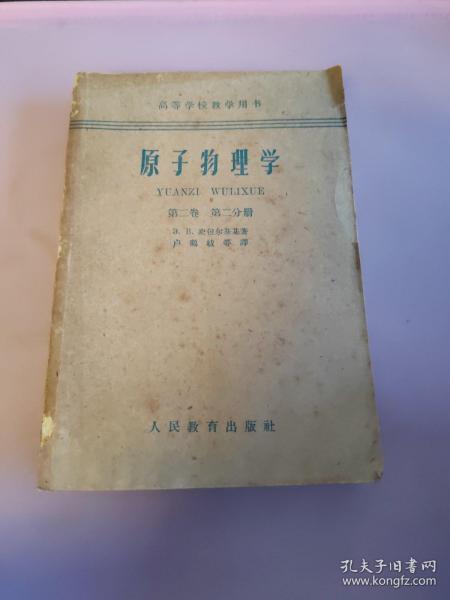 高等学校教学用书
原子物理学
YUANZI WULIXUE
第二卷 第二分册
Э. В. 史包尔斯基著
卢鹤绂等譯
人民教育出版社
孔夫子旧书网
www.kongfz.com